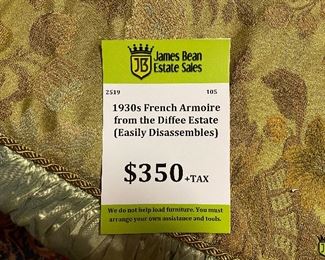 JB
James Bean
Estate Sales
2519 105
1930s French Armoire
from the Diffee Estate
(Easily Disassembles)
$350 +TAX
We do not help load furniture. You must
arrange your own assistance and tools.